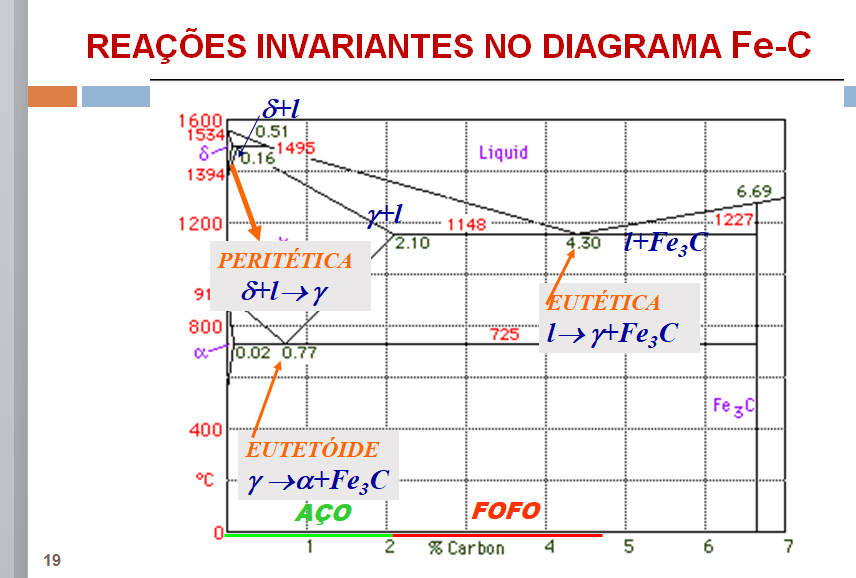 REAÇÕES INVARIANTES NO DIAGRAMA Fe-C
δ+l
1600
1534
0.51
δ
0.16
1495
Liquid
1394
6.69
γ+l
1200
1148
1227
2.10
4.30
l+Fe3C
PERITÉTICA
δ+l→γ
91
EUTÉTICA
l→ γ+Fe3C
800
725
α
0.02
0.77
Fe3C
400
EUTETÓIDE
γ →α+Fe3C
°C
AÇO
FOFO
0
1 2 % Carbon 4 5 6 7
19